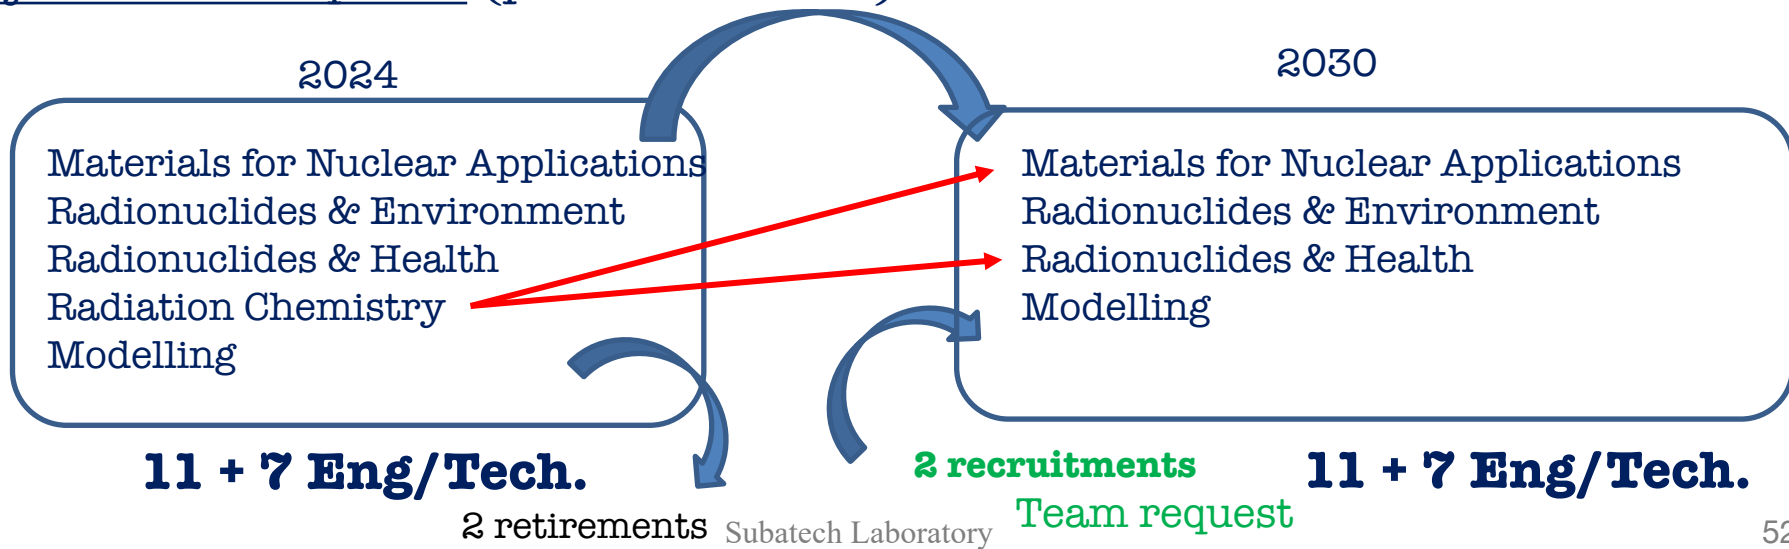 2024
2030
Materials for Nuclear Applications
Radionuclides & Environment
Radionuclides & Health
Radiation Chemistry
Modelling
Materials for Nuclear Applications
Radionuclides & Environment
Radionuclides & Health
Modelling
11 + 7 Eng/Tech.
2 retirements
2 recruitments
Team request
11 + 7 Eng/Tech.
Subatech Laboratory
52